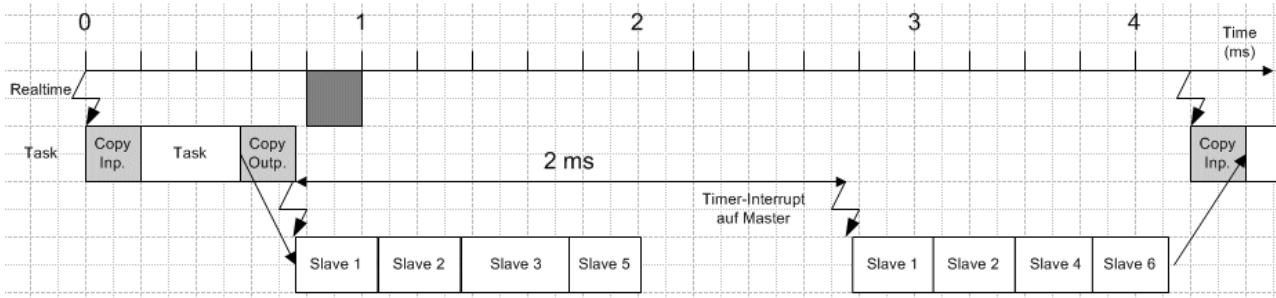 0
1
2
3
4
Time
(ms)
Realtime
Task
Copy
Inp.
Task
Copy
Outp.
2 ms
Copy
Inp.
Timer-Interrupt
auf Master
Slave 1
Slave 2
Slave 3
Slave 5
Slave 1
Slave 2
Slave 4
Slave 6